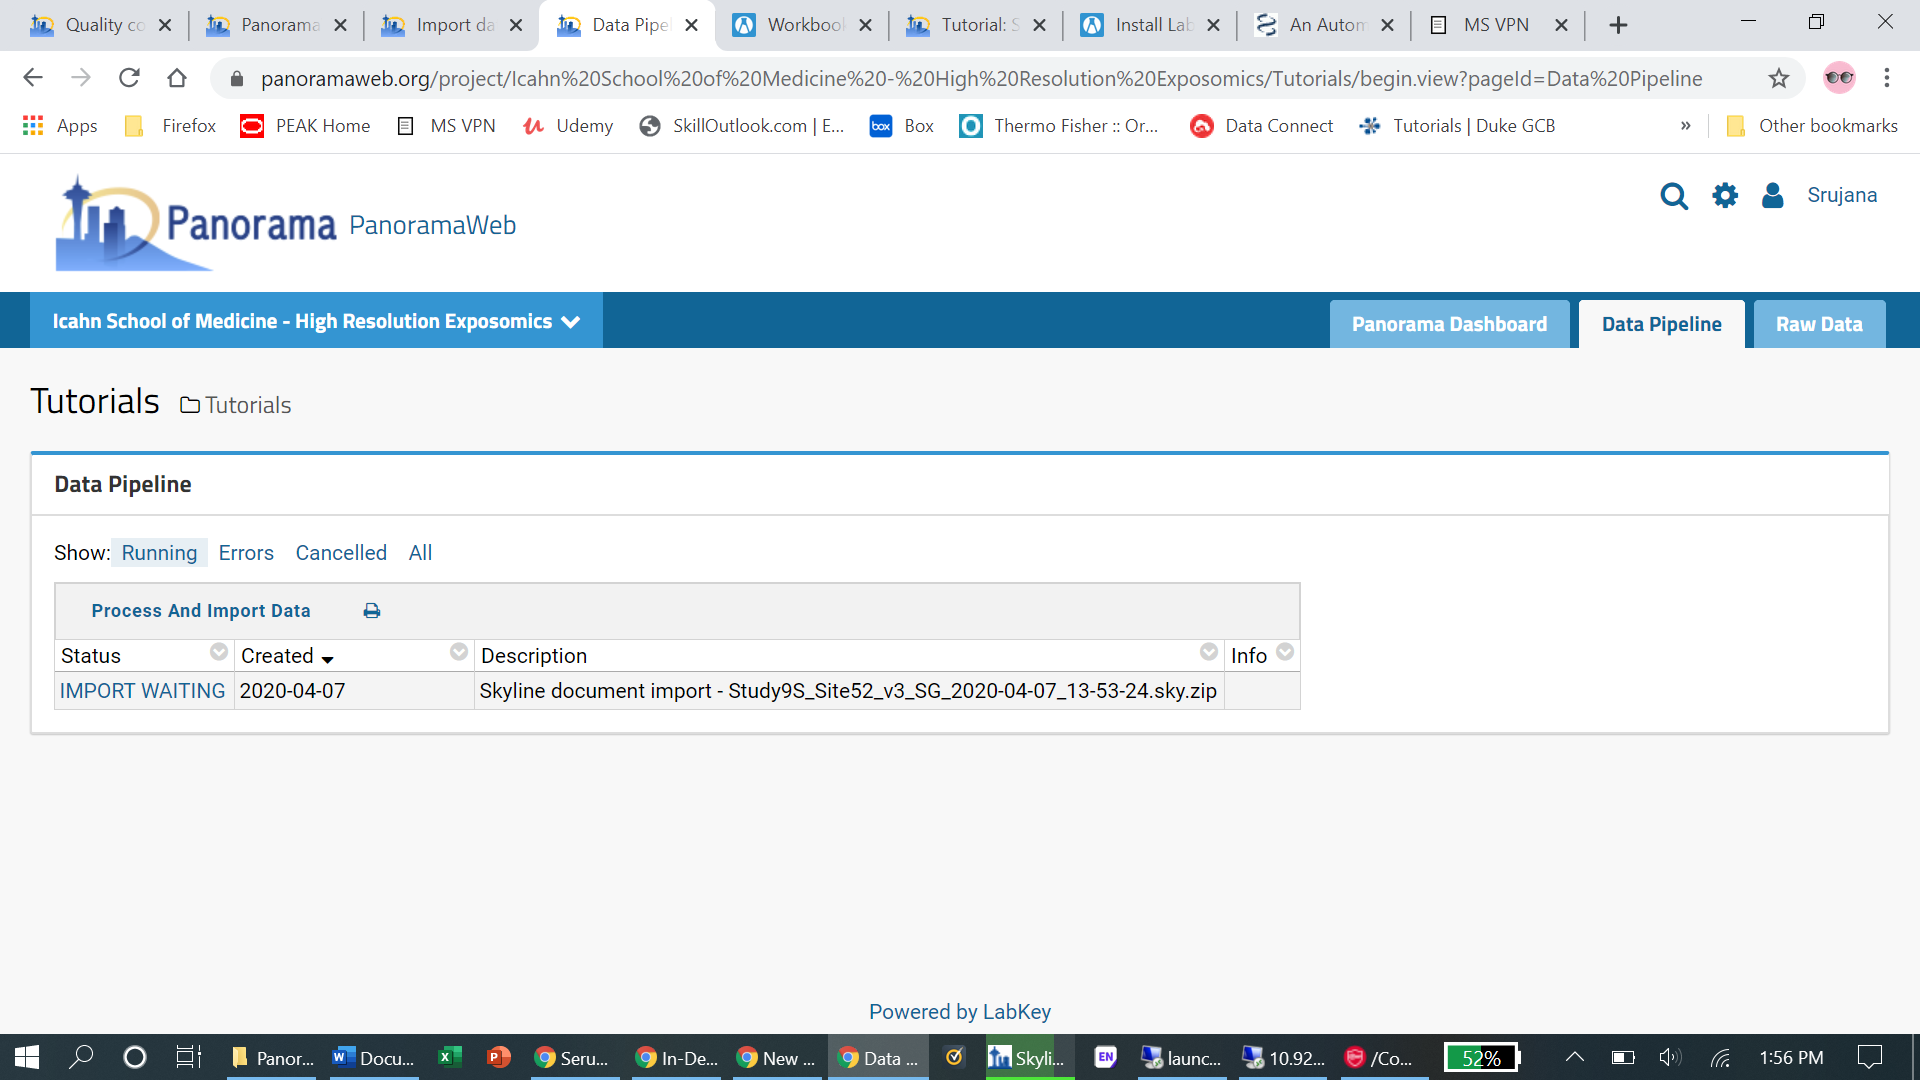 Quality co
Panorama
Import da
Data Pipel
Workbook
Tutorial: S
Install Lab
An Autom
MS VPN
panoramaweb.org/project/Icahn%20School%20of%20Medicine%20-%20High%20Resolution%20Exposomics/Tutorials/begin.view?pageId=Data%20Pipeline
Apps Firefox PEAK Home MS VPN Udemy SkillOutlook.com | E... box Box Thermo Fisher :: Or... Data Connect Tutorials | Duke GCB » Other bookmarks
Panorama PanoramaWeb
Srujana
Icahn School of Medicine - High Resolution Exposomics
Panorama Dashboard Data Pipeline Raw Data
Tutorials Tutorials
Data Pipeline
Show: Running Errors Cancelled All
Process And Import Data
Status Created Description Info
IMPORT WAITING 2020-04-07 Skyline document import - Study9S_Site52_v3_SG_2020-04-07_13-53-24.sky.zip
Powered by LabKey
Panor... Docu... Seru... In-De... New ... Data ... Skyli... EN launc... 10.92... /Co... 52% 1:56 PM